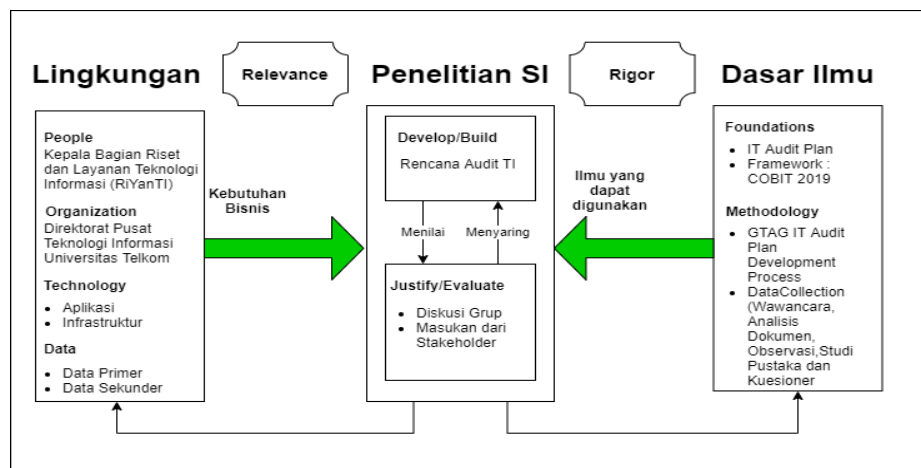 Lingkungan
Relevance
Penelitian SI
Rigor
Dasar Ilmu
People
Kepala Bagian Riset
dan Layanan Teknologi
Informasi (RiYanTI)
Organization
Direktorat Pusat
Teknologi Informasi
Universitas Telkom
Technology
Aplikasi
Infrastruktur
Data
Data Primer
Data Sekunder
Kebutuhan
Bisnis
Develop/Build
Rencana Audit TI
Menilai
Menyaring
Justify/Evaluate
Diskusi Grup
Masukan dari
Stakeholder
Ilmu yang
dapat
digunakan
Foundations
IT Audit Plan
Framework :
COBIT 2019
Methodology
GTAG IT Audit
Plan
Development
Process
DataCollection
(Wawancara,
Analisis
Dokumen,
Observasi,Studi
Pustaka dan
Kuesioner